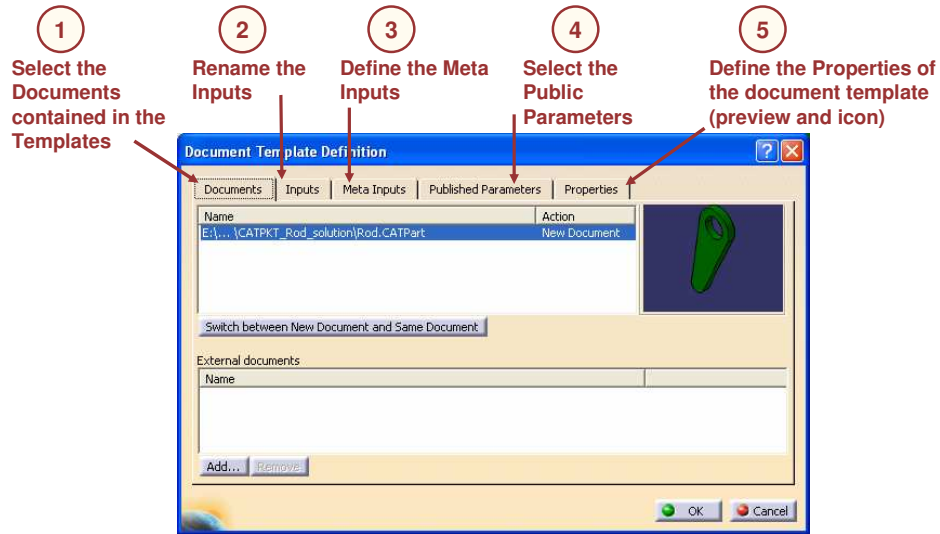 1
Select the
Documents
contained in the
Templates
2
Rename the
Inputs
3
Define the Meta
Inputs
4
Select the
Public
Parameters
5
Define the Properties of
the document template
(preview and icon)
Document Template Definition
Documents Inputs Meta Inputs Published Parameters Properties
Name Action
E:\... \CATPKT_Rod_solution\Rod.CATPart New Document
Switch between New Document and Same Document
External documents
Name
Add... Remove
OK Cancel